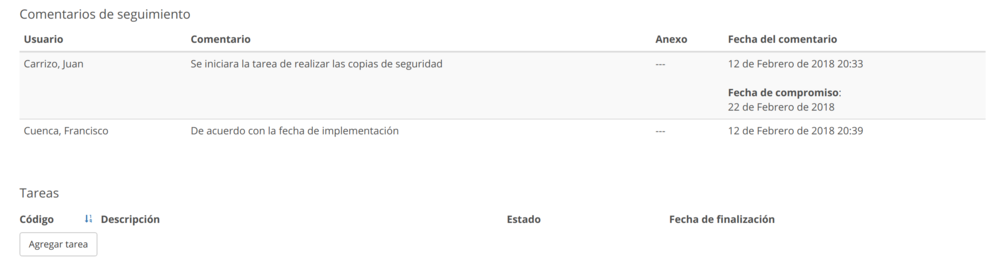 Comentarios de seguimiento
Usuario Comentario Anexo Fecha del comentario
Carrizo, Juan Se iniciara la tarea de realizar las copias de seguridad --- 12 de Febrero de 2018 20:33
Fecha de compromiso:
22 de Febrero de 2018
Cuenca, Francisco De acuerdo con la fecha de implementación --- 12 de Febrero de 2018 20:39
Tareas
Código Descripción Estado Fecha de finalización
Agregar tarea